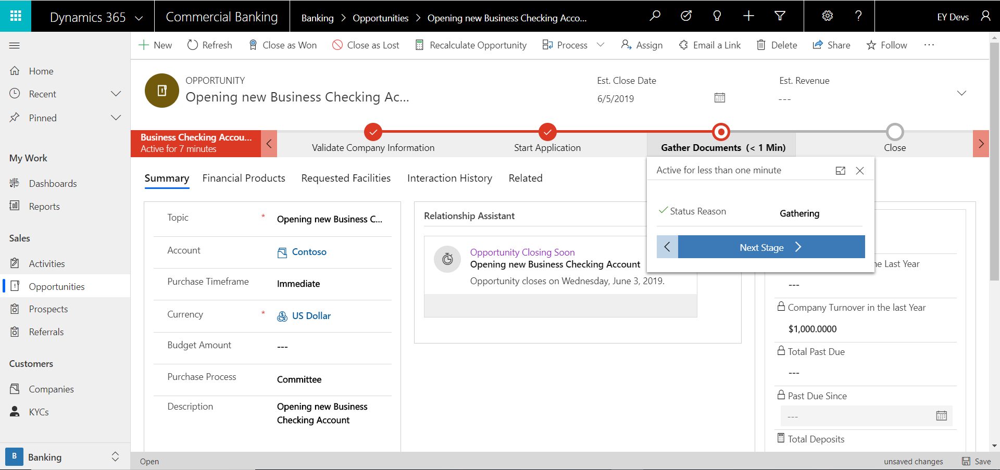 Dynamics 365
Commercial Banking
Banking > Opportunities > Opening new Business Checking Acco...
EY Devs
New
Refresh
Close as Won
Close as Lost
Recalculate Opportunity
Process
Assign
Email a Link
Delete
Share
Follow
Home
Recent
Pinned
My Work
Dashboards
Reports
Sales
Activities
Opportunities
Prospects
Referrals
Customers
Companies
KYCs
B
Banking
OPPORTUNITY
Opening new Business Checking Ac...
Est. Close Date
6/5/2019
Est. Revenue
---
Business Checking Accou...
Active for 7 minutes
Validate Company Information
Start Application
Gather Documents (< 1 Min)
Close
Summary
Financial Products
Requested Facilities
Interaction History
Related
Active for less than one minute
Status Reason
Gathering
Next Stage
Topic
*
Opening new Business C...
Account
Contoso
Purchase Timeframe
Immediate
Currency
*
US Dollar
Budget Amount
---
Purchase Process
Committee
Description
Opening new Business
Checking Account
Relationship Assistant
Opportunity Closing Soon
Opening new Business Checking Account
Opportunity closes on Wednesday, June 3, 2019.
Last Year
---
Company Turnover in the last Year
$1,000.0000
Total Past Due
---
Past Due Since
---
Total Deposits
Open
unsaved changes
Save